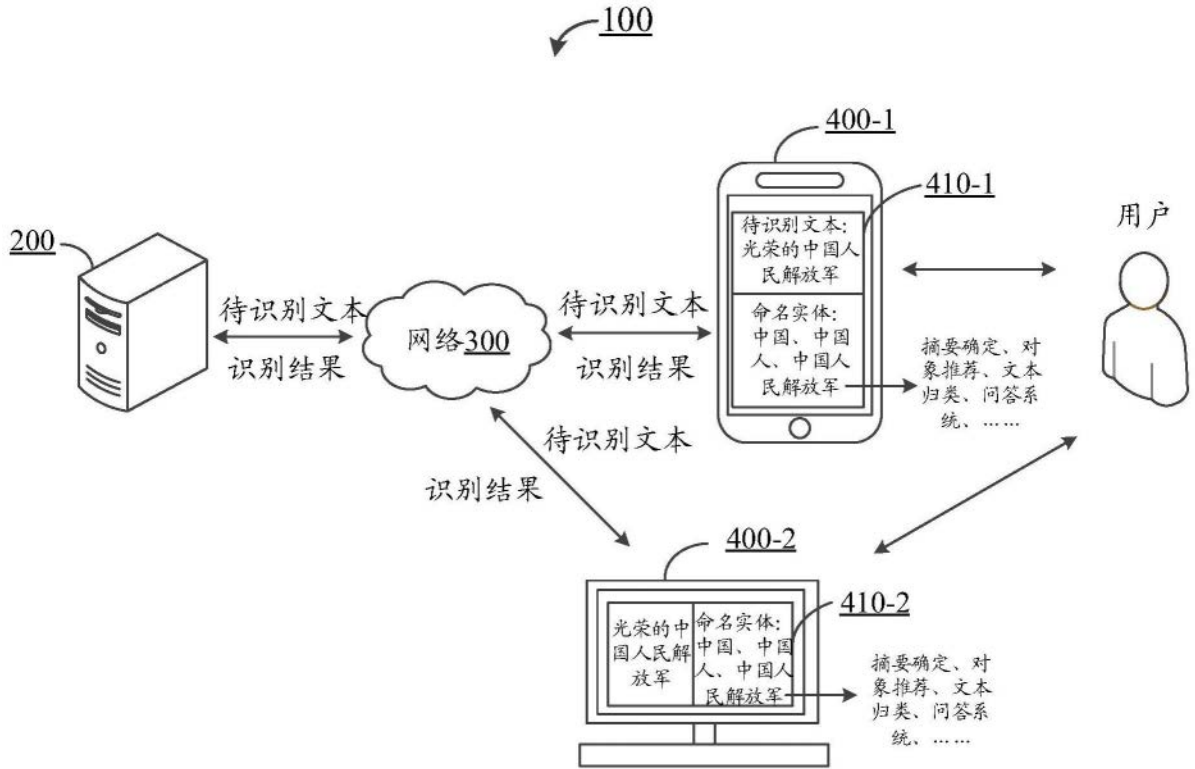 100
400-1
410-1
用户
200
待识别文本:
光荣的中国人
民解放军
待识别文本
识别结果
网络300
待识别文本
识别结果
命名实体:
中国、中国
人、中国人
民解放军
摘要确定、对
象推荐、文本
归类、问答系
统、……
待识别文本
识别结果
400-2
410-2
光荣的中
国人民解
放军
命名实体:
中国、中国
人、中国人
民解放军
摘要确定、对
象推荐、文本
归类、问答系
统、……